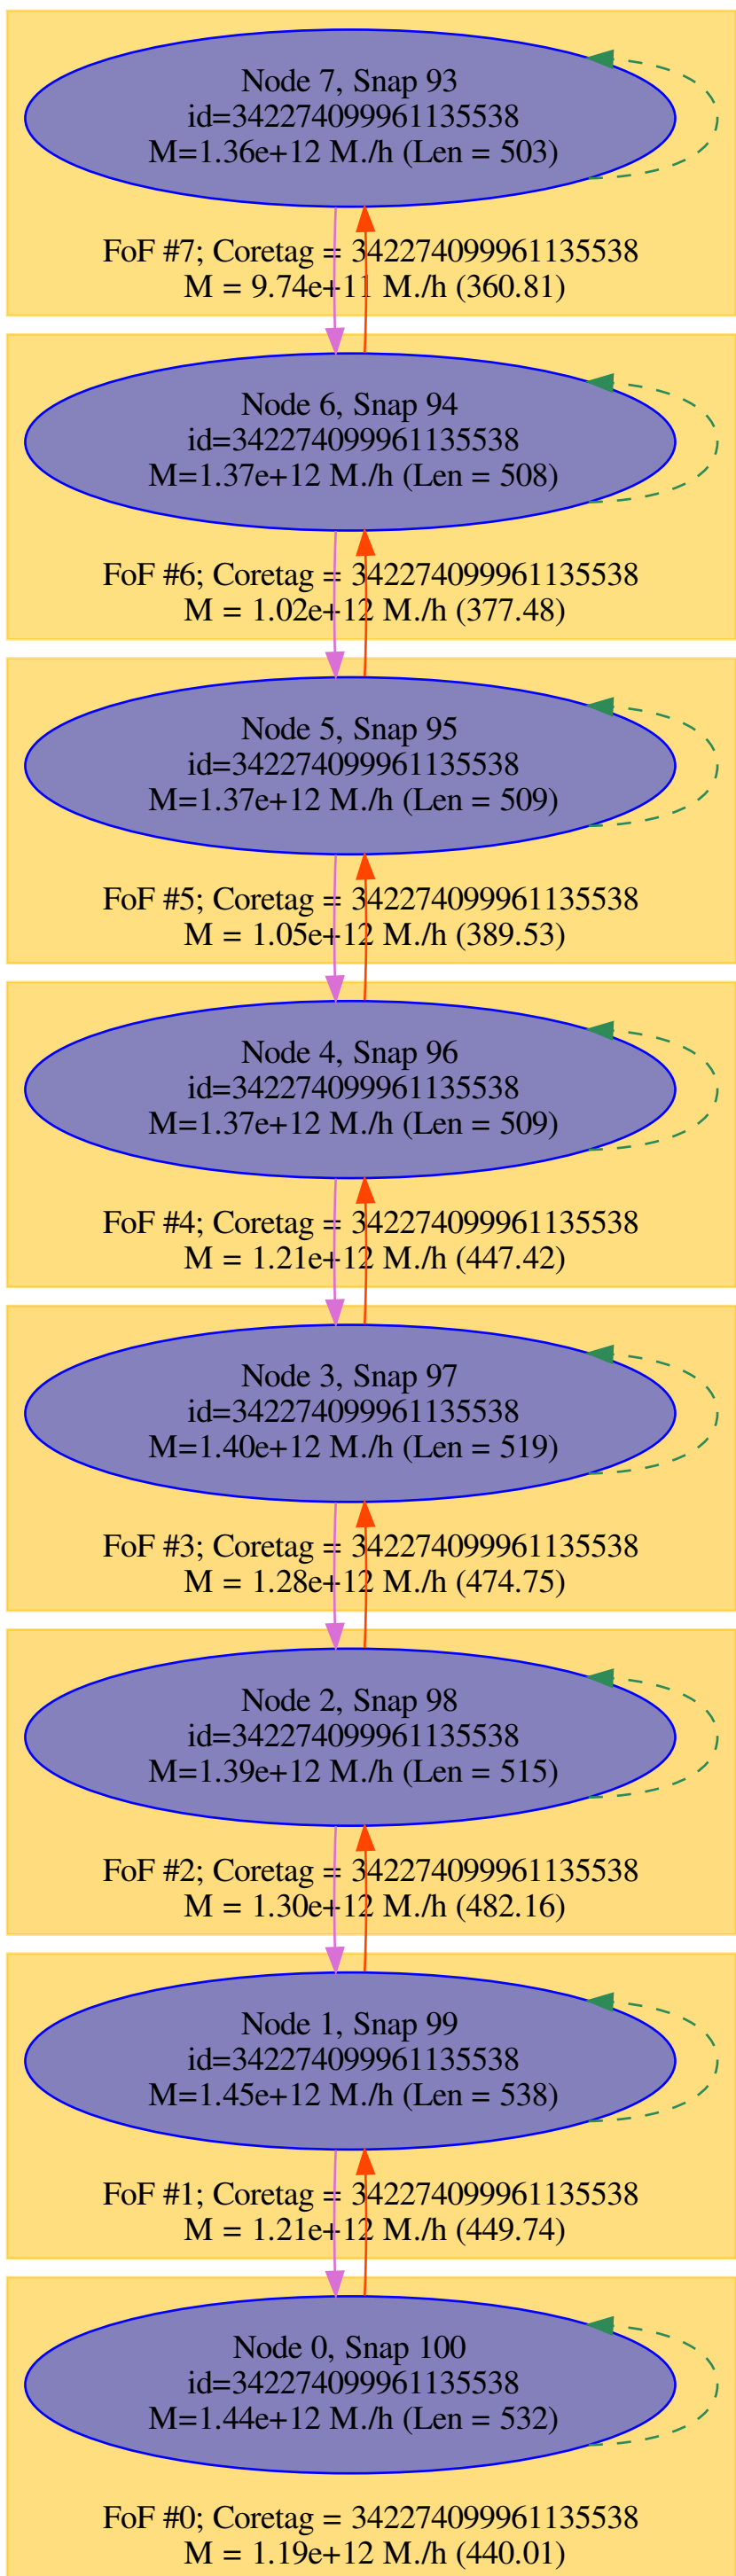 Node 7, Snap 93
id=342274099961135538
M=1.36e+12 M./h (Len = 503)
FoF #7; Coretag = 342274099961135538
M = 9.74e+11 M./h (360.81)
Node 6, Snap 94
id=342274099961135538
M=1.37e+12 M./h (Len = 508)
FoF #6; Coretag = 342274099961135538
M = 1.02e+12 M./h (377.48)
Node 5, Snap 95
id=342274099961135538
M=1.37e+12 M./h (Len = 509)
FoF #5; Coretag = 342274099961135538
M = 1.05e+12 M./h (389.53)
Node 4, Snap 96
id=342274099961135538
M=1.37e+12 M./h (Len = 509)
FoF #4; Coretag = 342274099961135538
M = 1.21e+12 M./h (447.42)
Node 3, Snap 97
id=342274099961135538
M=1.40e+12 M./h (Len = 519)
FoF #3; Coretag = 342274099961135538
M = 1.28e+12 M./h (474.75)
Node 2, Snap 98
id=342274099961135538
M=1.39e+12 M./h (Len = 515)
FoF #2; Coretag = 342274099961135538
M = 1.30e+12 M./h (482.16)
Node 1, Snap 99
id=342274099961135538
M=1.45e+12 M./h (Len = 538)
FoF #1; Coretag = 342274099961135538
M = 1.21e+12 M./h (449.74)
Node 0, Snap 100
id=342274099961135538
M=1.44e+12 M./h (Len = 532)
FoF #0; Coretag = 342274099961135538
M = 1.19e+12 M./h (440.01)